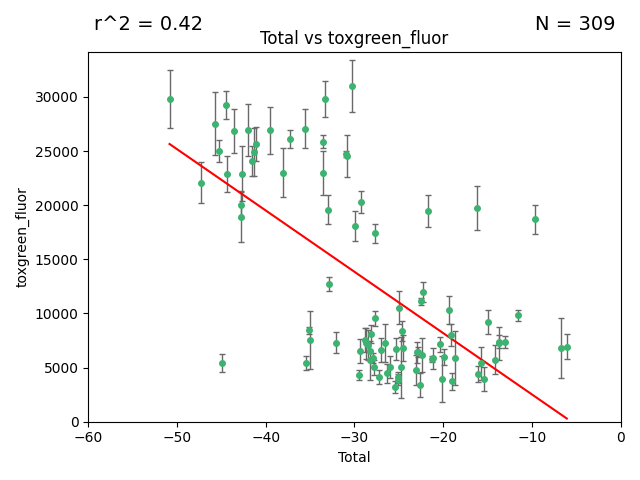 r^2 = 0.42 N = 309
Total vs toxgreen_fluor
30000
25000
20000
15000
10000
5000
0
toxgreen_fluor
−60 −50 −40 −30 −20 −10 0
Total